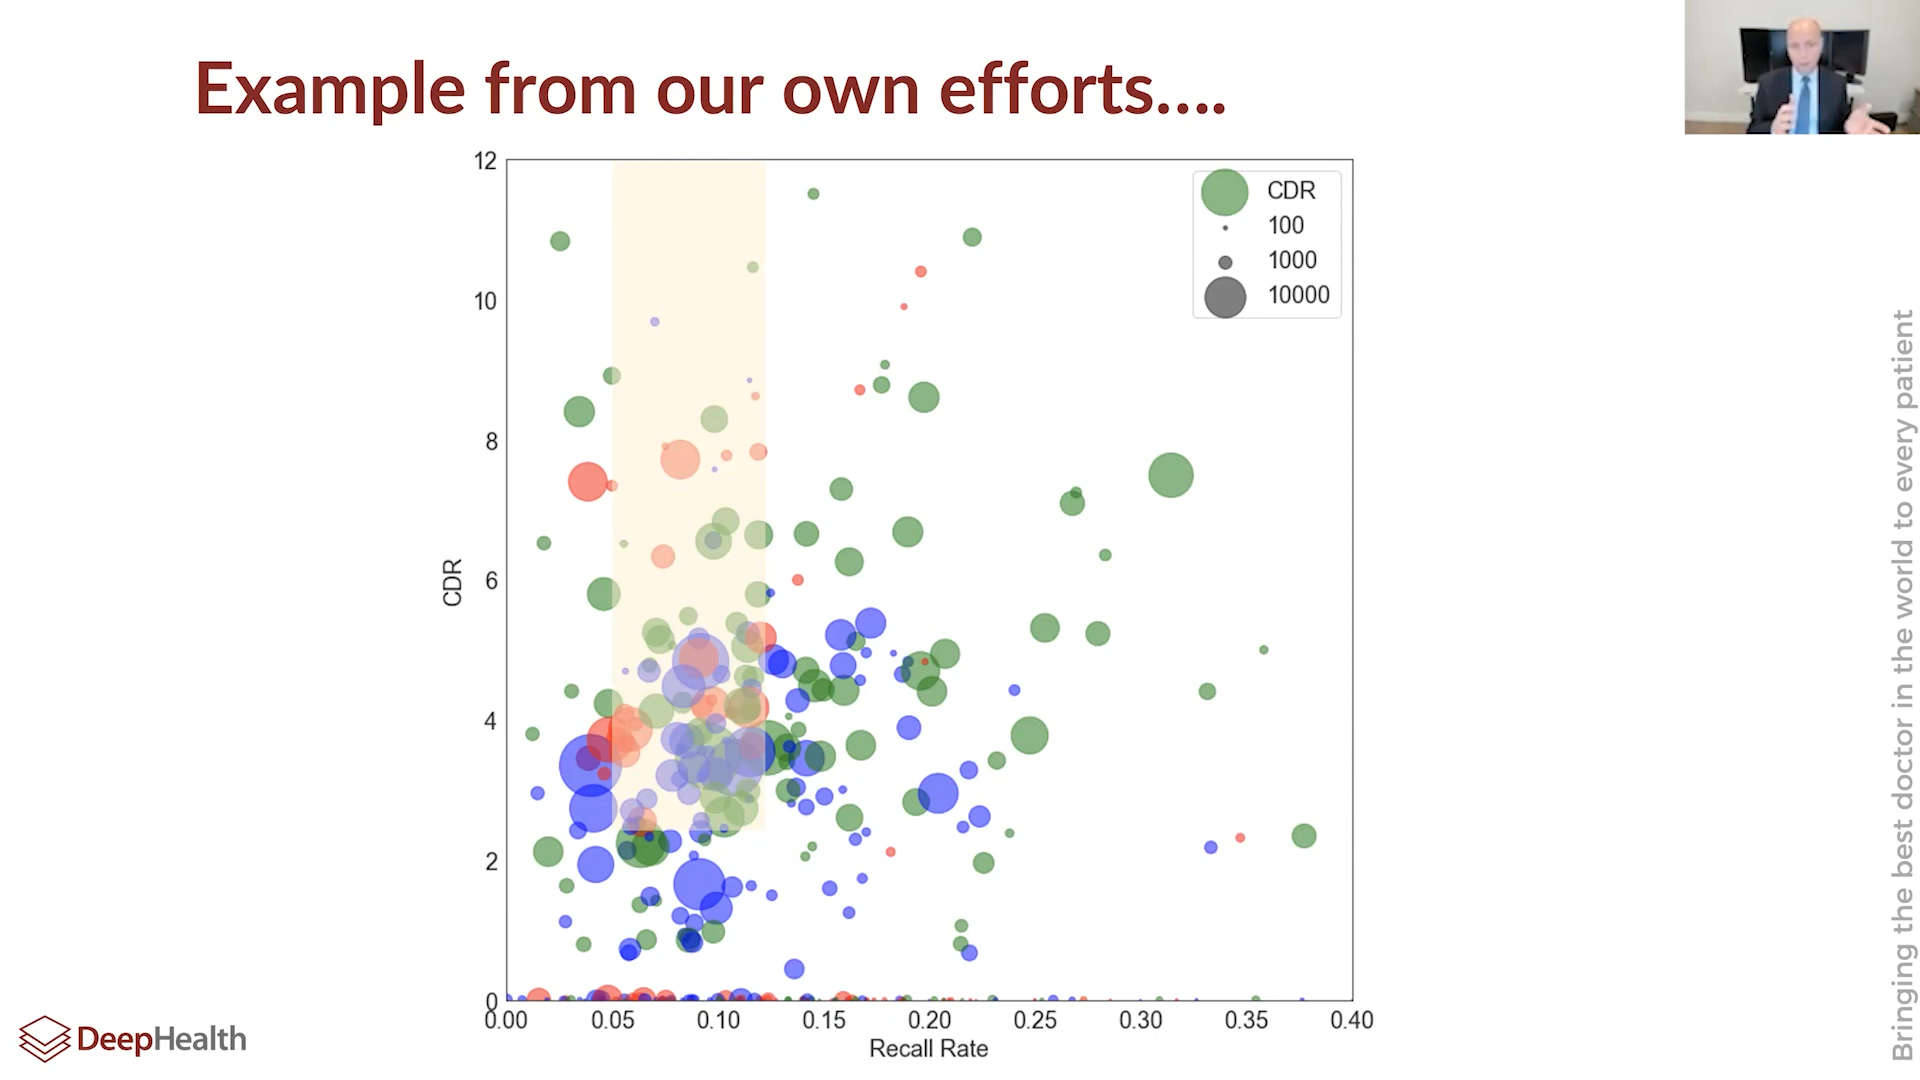 Example from our own efforts....
12
10
8
6
4
2
0
CDR
CDR
100
1000
10000
0.00 0.05 0.10 0.15 0.20 0.25 0.30 0.35 0.40
Recall Rate
DeepHealth
Bringing the best doctor in the world to every patient